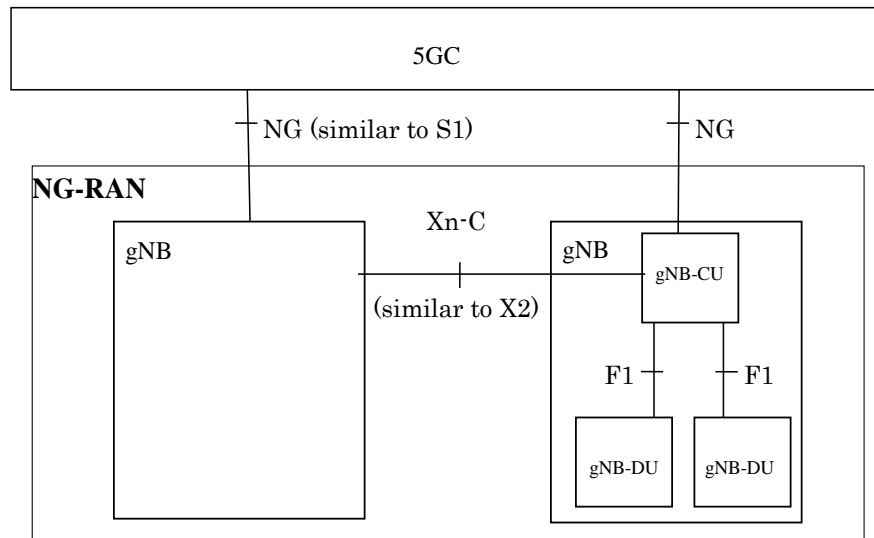 5GC
NG (similar to S1)
NG
NG-RAN
gNB
Xn-C
(similar to X2)
gNB
gNB-CU
F1
F1
gNB-DU
gNB-DU